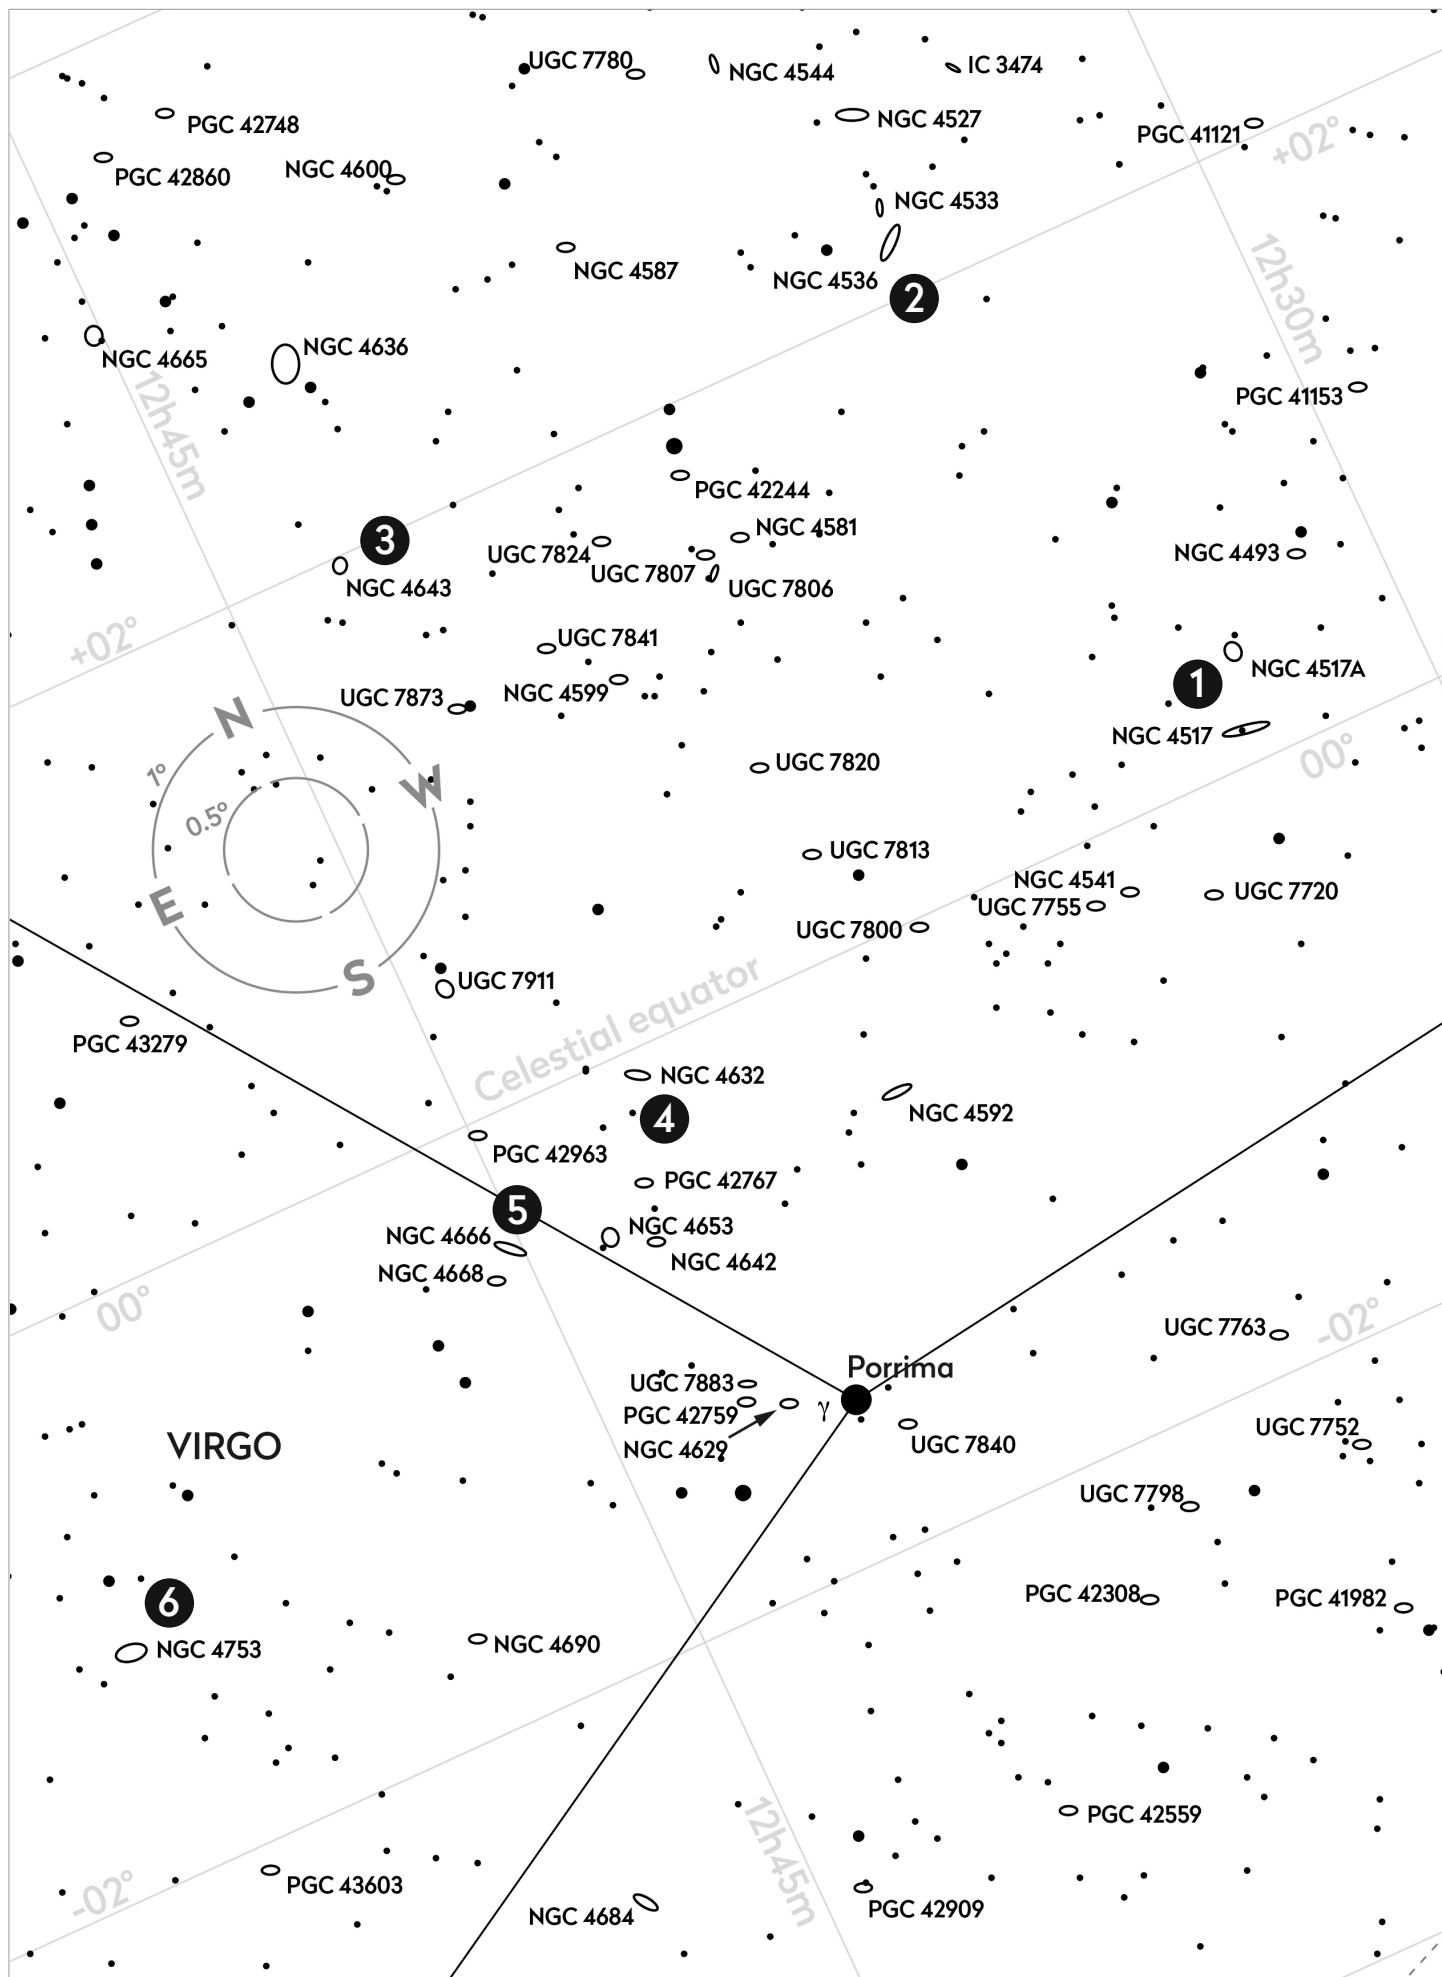 UGC 7780
NGC 4544
IC 3474
PGC 42748
NGC 4527
PGC 41121
+02°
NGC 4600
PGC 42860
NGC 4533
NGC 4587
NGC 4536
2
12h30m
NGC 4665
NGC 4636
12h45m
PGC 41153
PGC 42244
NGC 4581
3
UGC 7824
NGC 4493
UGC 7807
NGC 4643
UGC 7806
+02°
UGC 7841
NGC 4517A
1
NGC 4599
UGC 7873
N
NGC 4517
00°
UGC 7820
1°
W
0.5°
UGC 7813
NGC 4541
UGC 7720
E
UGC 7755
UGC 7800
S
UGC 7911
Celestial equator
PGC 43279
NGC 4632
NGC 4592
4
PGC 42963
PGC 42767
5
NGC 4653
NGC 4666
NGC 4642
NGC 4668
00°
-02°
UGC 7763
Porrima
UGC 7883
γ
PGC 42759
UGC 7752
VIRGO
NGC 4629
UGC 7840
UGC 7798
PGC 42308
PGC 41982
6
NGC 4753
NGC 4690
PGC 42559
12h45m
-02°
PGC 43603
PGC 42909
NGC 4684